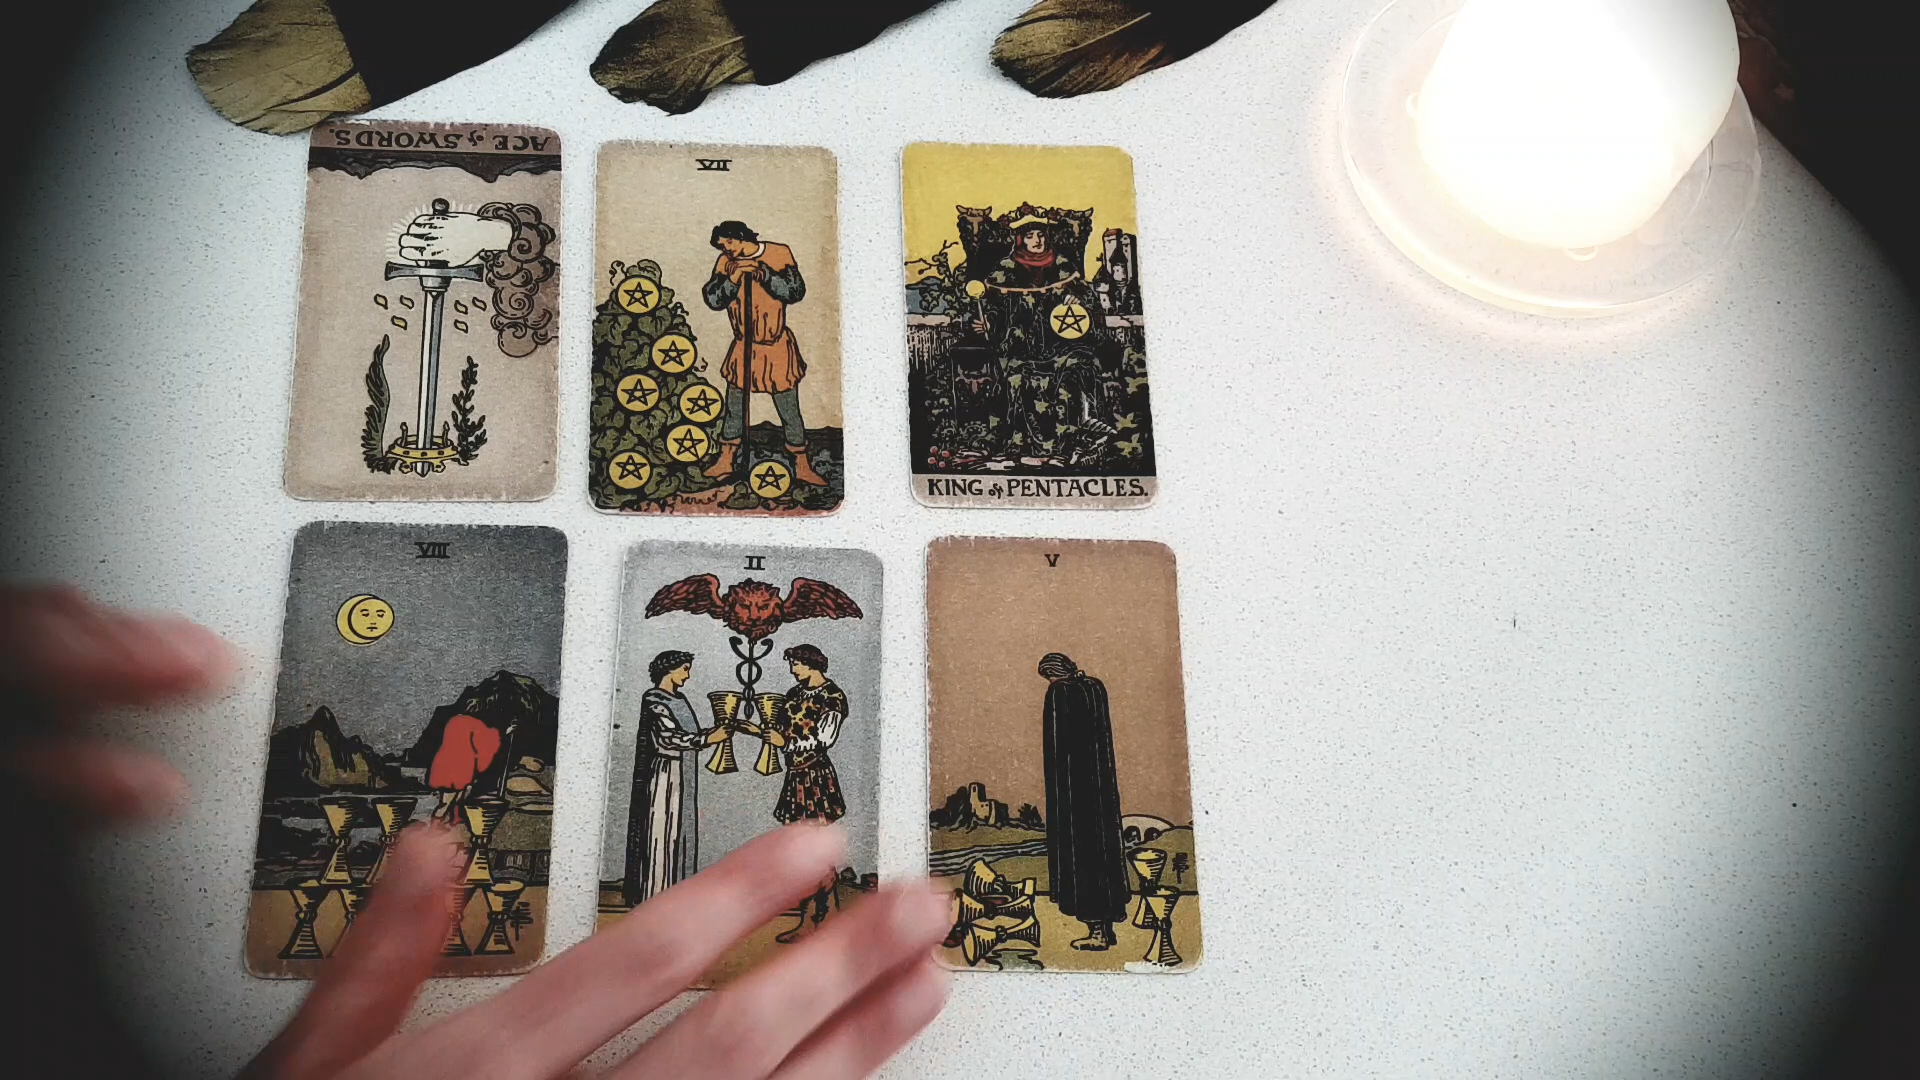 ACE of SWORDS.
VII
KING of PENTACLES.
VIII
II
V